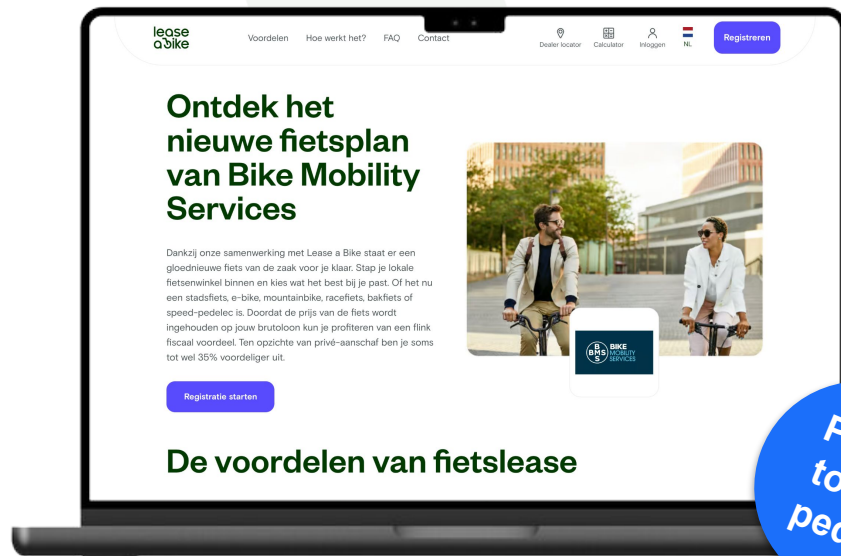 lease
a bike
Voordelen
Hoe werkt het?
FAQ
Contact
Dealer locator
Calculator
Inloggen
NL
Registreren
Ontdek het
nieuwe fietsplan
van Bike Mobility
Services
Dankzij onze samenwerking met Lease a Bike staat er een
gloednieuwe fiets van de zaak voor je klaar. Stap je lokale
fietsenwinkel binnen en kies wat het best bij je past. Of het nu
een stadsfiets, e-bike, mountainbike, racefiets, bakfiets of
speed-pedelec is. Doordat de prijs van de fiets wordt
ingehouden op jouw brutoloon kun je profiteren van een flink
fiscaal voordeel. Ten opzichte van privé-aanschaf ben je soms
tot wel 35% voordeliger uit.
Registratie starten
B
BMS
S
BIKE
MOBILITY
SERVICES
De voordelen van fietslease